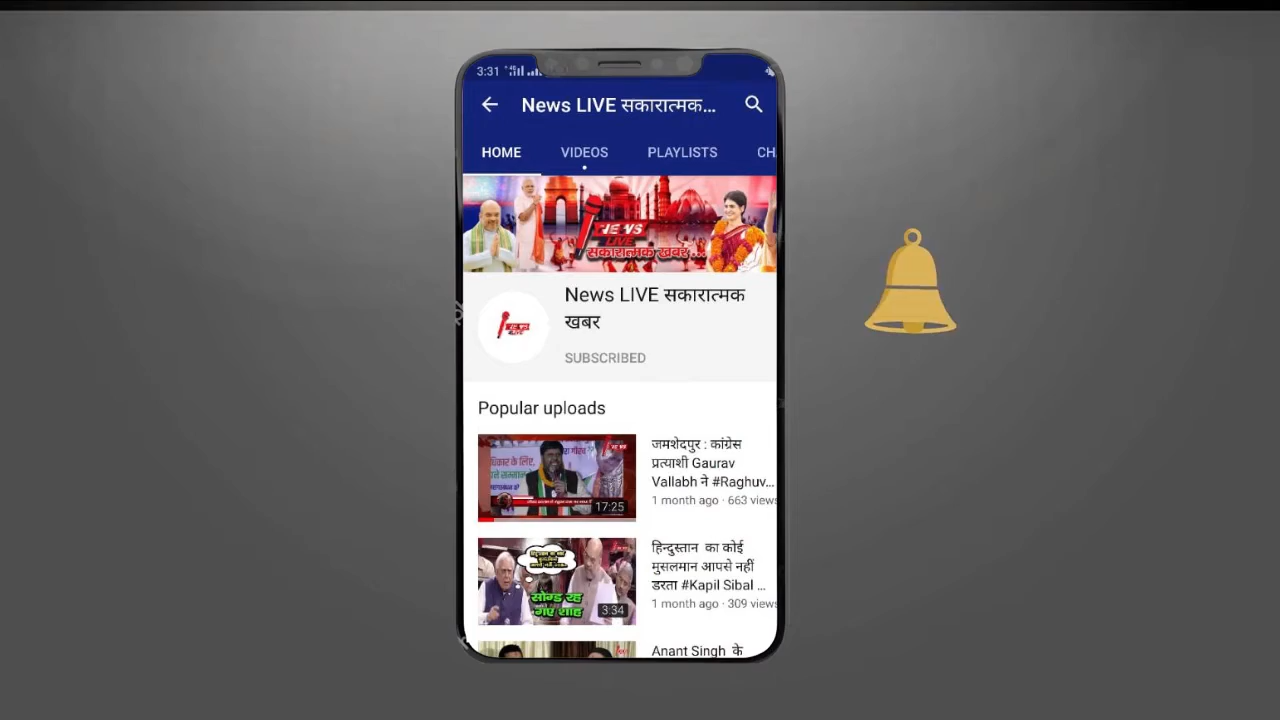 3:31
News LIVE सकारात्मक...
HOME VIDEOS PLAYLISTS CH
NEWS
LIVE
सकारात्मक खबर ...
News LIVE सकारात्मक
खबर
SUBSCRIBED
Popular uploads
जमशेदपुर : कांग्रेस
प्रत्याशी Gaurav
Vallabh ने #Raghuv...
1 month ago · 663 views
17:25
हिन्दुस्तान का कोई
मुसलमान आपसे नहीं
डरता #Kapil Sibal ...
1 month ago · 309 views
गए शाह
3:34
Anant Singh के